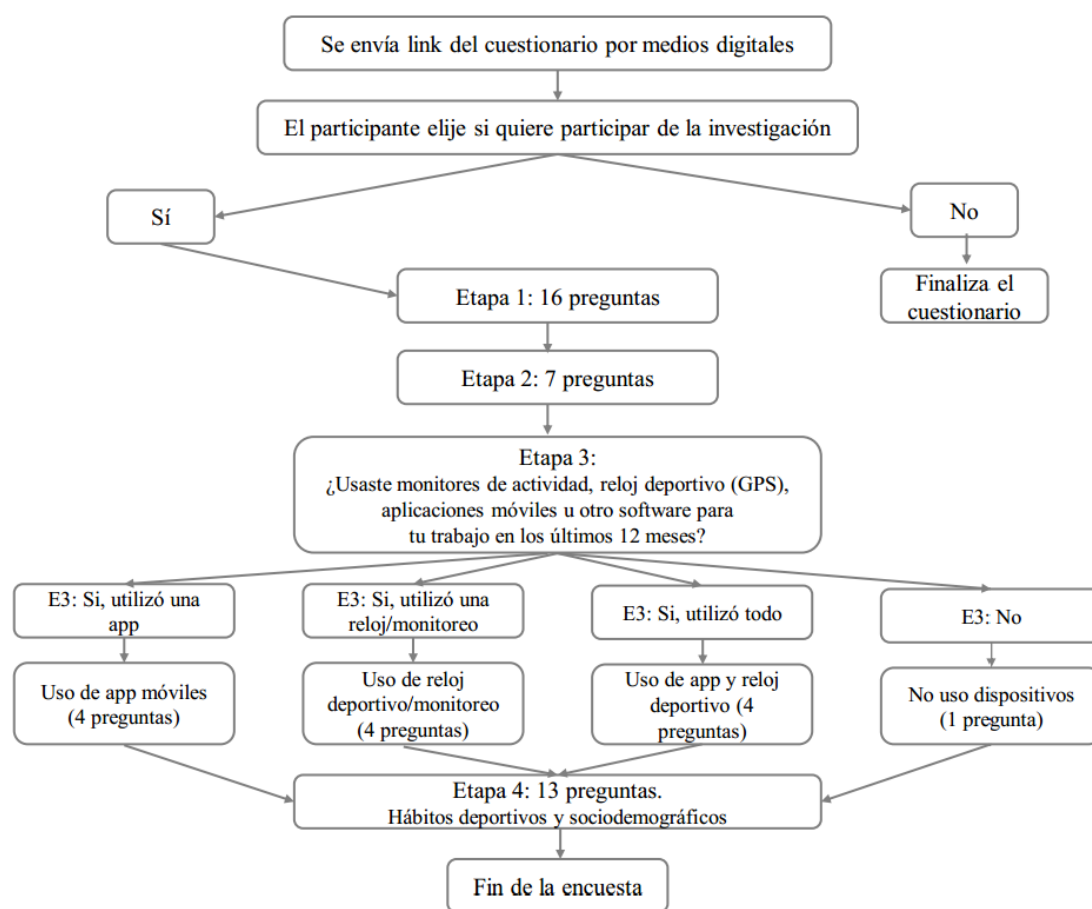 Se envía link del cuestionario por medios digitales
El participante elije si quiere participar de la investigación
Sí
No
Finaliza el
cuestionario
Etapa 1: 16 preguntas
Etapa 2: 7 preguntas
Etapa 3:
¿Usaste monitores de actividad, reloj deportivo (GPS),
aplicaciones móviles u otro software para
tu trabajo en los últimos 12 meses?
E3: Si, utilizó una
app
E3: Si, utilizó una
reloj/monitoreo
E3: Si, utilizó todo
E3: No
Uso de app móviles
(4 preguntas)
Uso de reloj
deportivo/monitoreo
(4 preguntas)
Uso de app y reloj
deportivo (4
preguntas)
No uso dispositivos
(1 pregunta)
Etapa 4: 13 preguntas.
Hábitos deportivos y sociodemográficos
Fin de la encuesta